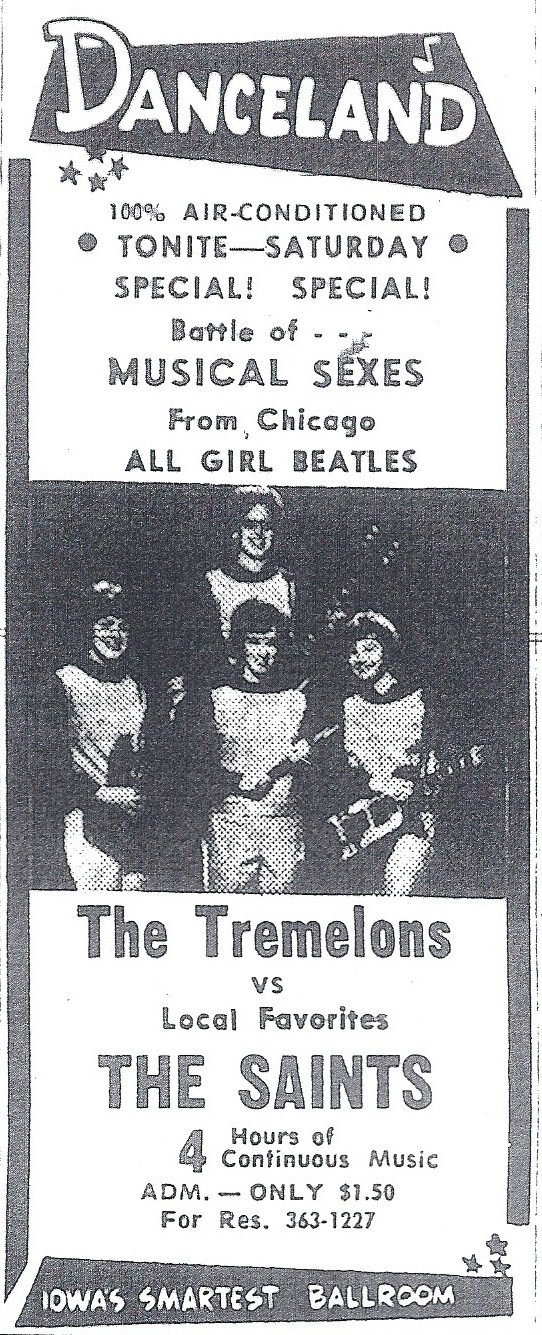 DANCELAND
100% AIR-CONDITIONED
• TONITE—SATURDAY •
SPECIAL! SPECIAL!
Battle of - - -
MUSICAL SEXES
From Chicago
ALL GIRL BEATLES
The Tremelons
vs
Local Favorites
THE SAINTS
4 Hours of
Continuous Music
ADM. — ONLY $1.50
For Res. 363-1227
IOWA'S SMARTEST BALLROOM